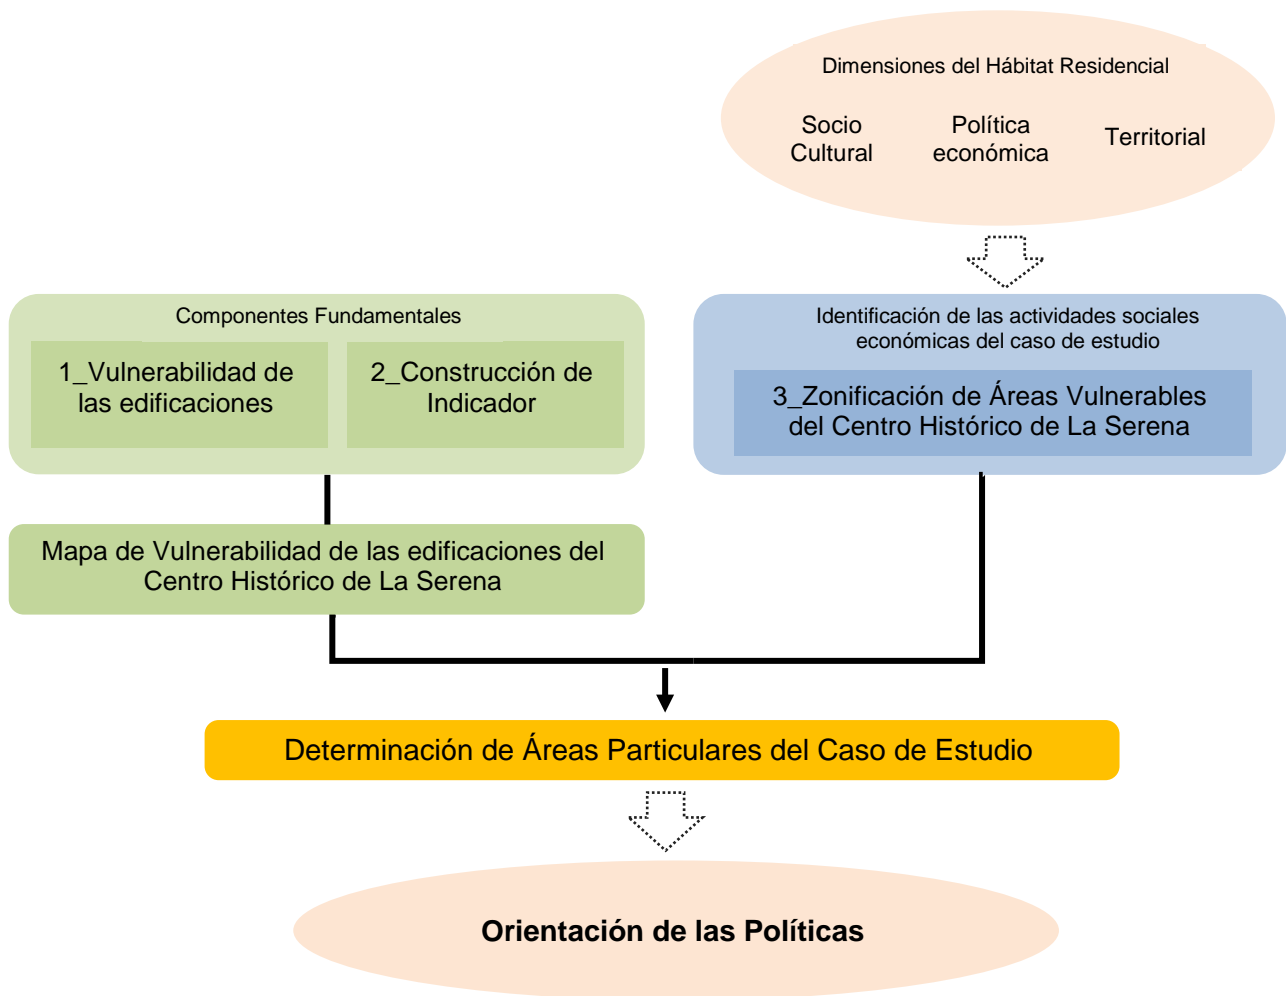 Dimensiones del Hábitat Residencial
Socio
Cultural
Política
económica
Territorial
Componentes Fundamentales
1_Vulnerabilidad de
las edificaciones
2_Construcción de
Indicador
Identificación de las actividades sociales
económicas del caso de estudio
3_Zonificación de Áreas Vulnerables
del Centro Histórico de La Serena
Mapa de Vulnerabilidad de las edificaciones del
Centro Histórico de La Serena
Determinación de Áreas Particulares del Caso de Estudio
Orientación de las Políticas